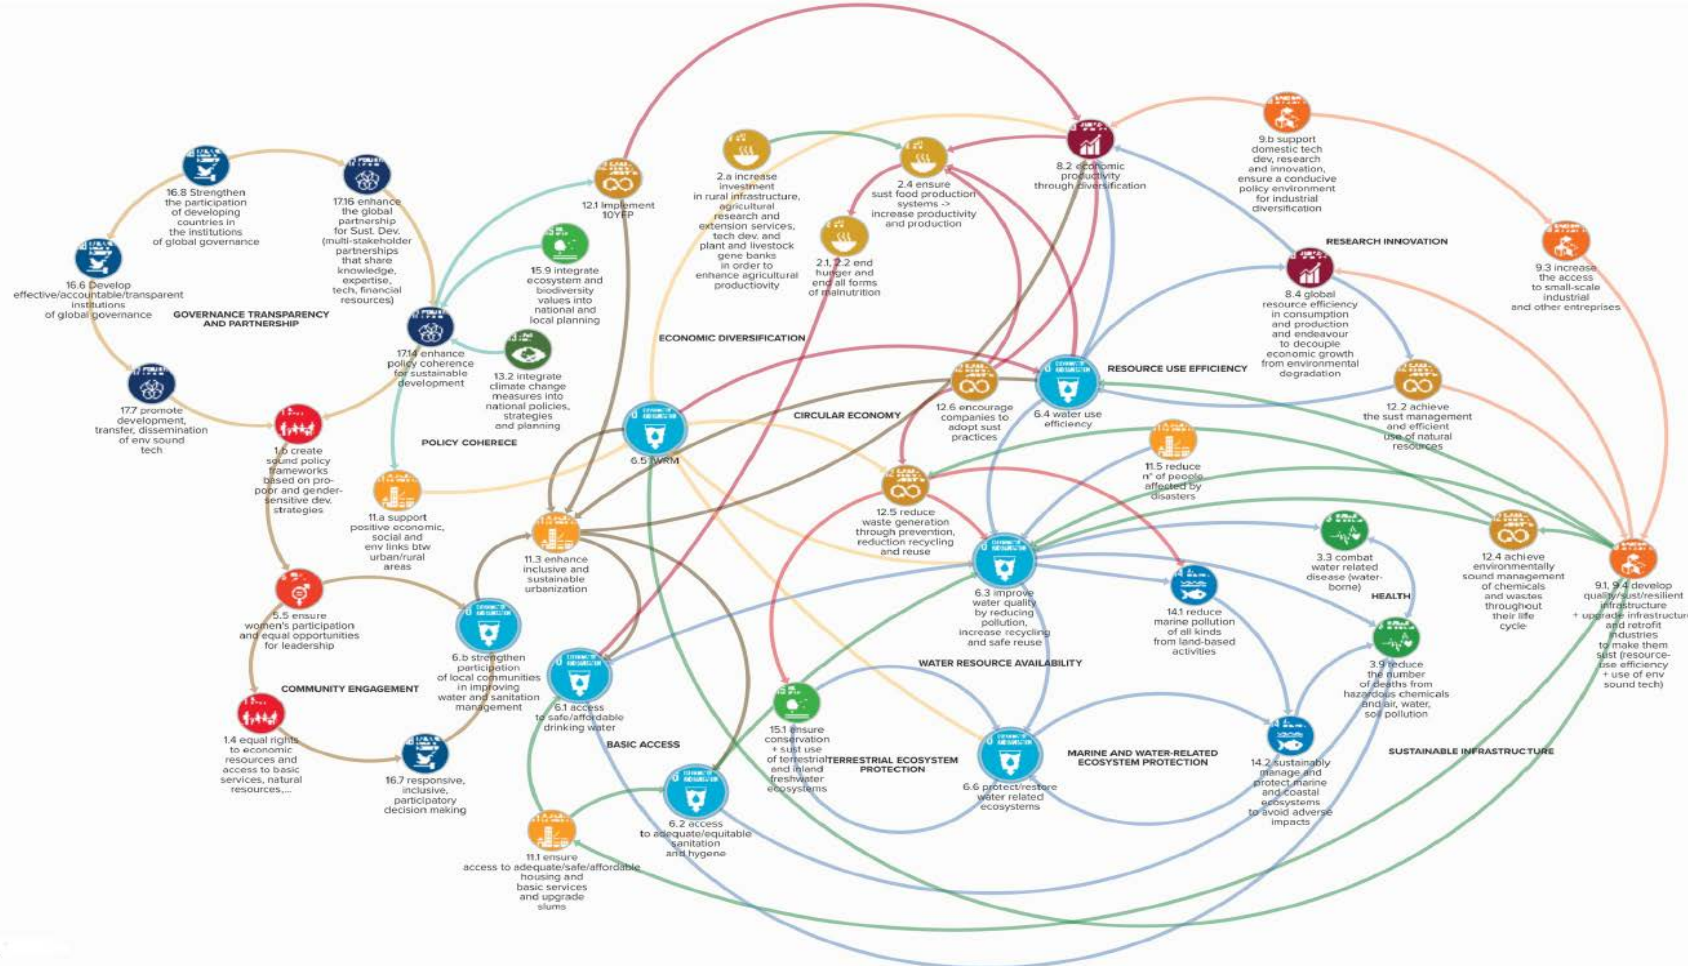 16.8 Strengthen
the participation
of developing
countries in
the institutions
of global governance
17.16 enhance
the global
partnership
for Sust. Dev.
(multi-stakeholder
partnerships
that share
knowledge,
expertise,
tech, financial
resources)
16.6 Develop
effective/accountable/transparent
institutions
of global governance
GOVERNANCE TRANSPARENCY
AND PARTNERSHIP
17.7 promote
development,
transfer, dissemination
of env sound
tech
17.14 enhance
policy coherence
for sustainable
development
12.1 Implement
10YFP
15.9 integrate
ecosystem and
biodiversity
values into
national and
local planning
13.2 integrate
climate change
measures into
national policies,
strategies
and planning
POLICY COHERECE
1.b create
sound policy
frameworks
based on pro-
poor and gender-
sensitive dev.
strategies
11.a support
positive economic,
social and
env links btw
urban/rural
areas
5.5 ensure
women's participation
and equal opportunities
for leadership
COMMUNITY ENGAGEMENT
6.b strengthen
participation
of local communities
in improving
water and sanitation
management
1.4 equal rights
to economic
resources and
access to basic
services, natural
resources,...
16.7 responsive,
inclusive,
participatory
decision making
2.a increase
investment
in rural infrastructure,
agricultural
research and
extension services,
tech dev. and
plant and livestock
gene banks
in order to
enhance agricultural
productiovity
2.4 ensure
sust food production
systems ->
increase productivity
and production
2.1, 2.2 end
hunger and
end all forms
of malnutrition
ECONOMIC DIVERSIFICATION
8.2 economic
productivity
through diversification
9.b support
domestic tech
dev, research
and innovation,
ensure a conducive
policy environment
for industrial
diversification
RESEARCH INNOVATION
9.3 increase
the access
to small-scale
industrial
and other entreprises
8.4 global
resource efficiency
in consumption
and production
and endeavour
to decouple
economic growth
from environmental
degradation
12.2 achieve
the sust management
and efficient
use of natural
resources
RESOURCE USE EFFICIENCY
6.4 water use
efficiency
12.6 encourage
companies to
adopt sust
practices
CIRCULAR ECONOMY
6.5 IWRM
12.5 reduce
waste generation
through prevention,
reduction recycling
and reuse
11.5 reduce
n° of people
affected by
disasters
11.3 enhance
inclusive and
sustainable
urbanization
6.3 improve
water quality
by reducing
pollution,
increase recycling
and safe reuse
WATER RESOURCE AVAILABILITY
14.1 reduce
marine pollution
of all kinds
from land-based
activities
3.3 combat
water related
disease (water-
borne)
HEALTH
3.9 reduce
the number
of deaths from
hazardous chemicals
and air, water,
soil pollution
12.4 achieve
environmentally
sound management
of chemicals
and wastes
throughout
their life
cycle
9.1, 9.4 develop
quality/sust/resilient
infrastructure
+ upgrade infrastructure
and retrofit
industries
to make them
sust (resource-
use efficiency
+ use of env
sound tech)
SUSTAINABLE INFRASTRUCTURE
6.1 access
to safe/affordable
drinking water
BASIC ACCESS
6.2 access
to adequate/equitable
sanitation
and hygene
11.1 ensure
access to adequate/safe/affordable
housing and
basic services
and upgrade
slums
15.1 ensure
conservation
+ sust use
of terrestrial
and inland
freshwater
ecosystems
TERRESTRIAL ECOSYSTEM
PROTECTION
6.6 protect/restore
water related
ecosystems
MARINE AND WATER-RELATED
ECOSYSTEM PROTECTION
14.2 sustainably
manage and
protect marine
and coastal
ecosystems
to avoid adverse
impacts